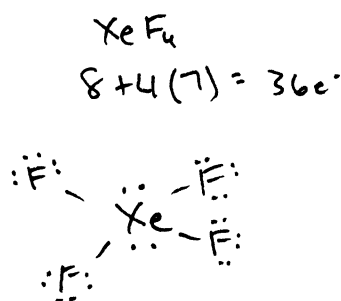 XeF₄
8+4(7) = 36e⁻
:F: F:
Xe
F:
:F: